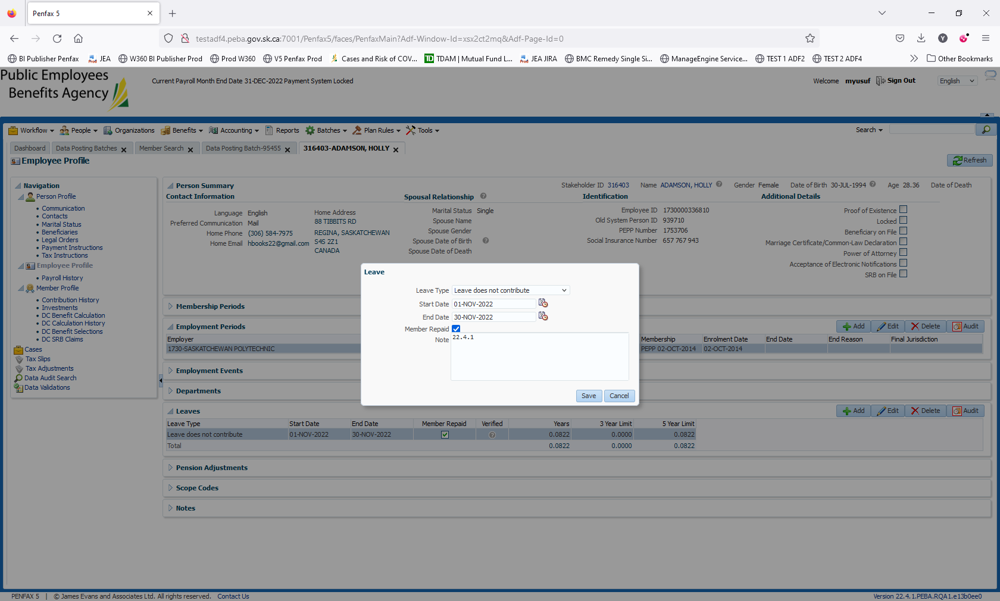 Penfax 5
testadf4.peba.gov.sk.ca:7001/Penfax5/faces/PenfaxMain?Adf-Window-Id=xsx2ct2mq&Adf-Page-Id=0
BI Publisher Penfax JEA W360 BI Publisher Prod Prod W360 V5 Penfax Prod Cases and Risk of COV... TDAM | Mutual Fund L... JEA JIRA BMC Remedy Single Si... ManageEngine Service... TEST 1 ADF2 TEST 2 ADF4 Other Bookmarks
Public Employees
Benefits Agency
Current Payroll Month End Date 31-DEC-2022 Payment System Locked
Welcome myusuf Sign Out English
Workflow People Organizations Benefits Accounting Reports Batches Plan Rules Tools Search
Dashboard Data Posting Batches Member Search Data Posting Batch-95455 316403-ADAMSON, HOLLY
Employee Profile
Refresh
Navigation
Person Profile
Communication
Contacts
Marital Status
Beneficiaries
Legal Orders
Payment Instructions
Tax Instructions
Employee Profile
Payroll History
Member Profile
Contribution History
Investments
DC Benefit Calculation
DC Calculation History
DC Benefit Selections
DC SRB Claims
Cases
Tax Slips
Tax Adjustments
Data Audit Search
Data Validations
Person Summary
Stakeholder ID 316403 Name ADAMSON, HOLLY Gender Female Date of Birth 30-JUL-1994 Age 28.36 Date of Death
Contact Information
Language English
Preferred Communication Mail
Home Phone (306) 584-7975
Home Email hbooks22@gmail.com
Home Address
88 TIBBITS RD
REGINA, SASKATCHEWAN
S4S 2Z1
CANADA
Spousal Relationship
Marital Status Single
Spouse Name
Spouse Gender
Spouse Date of Birth
Spouse Date of Death
Identification
Employee ID 1730000336810
Old System Person ID 939710
PEPP Number 1753706
Social Insurance Number 657 767 943
Additional Details
Proof of Existence
Locked
Beneficiary on File
Marriage Certificate/Common-Law Declaration
Power of Attorney
Acceptance of Electronic Notifications
SRB on File
Leave
Leave Type Leave does not contribute
Start Date 01-NOV-2022
End Date 30-NOV-2022
Member Repaid
Note 22.4.1
Save Cancel
Membership Periods
Employment Periods
Add Edit Delete Audit
Employer Membership Enrolment Date End Date End Reason Final Jurisdiction
1730-SASKATCHEWAN POLYTECHNIC PEPP 02-OCT-2014 02-OCT-2014
Employment Events
Departments
Leaves
Add Edit Delete Audit
Leave Type Start Date End Date Member Repaid Verified Years 3 Year Limit 5 Year Limit
Leave does not contribute 01-NOV-2022 30-NOV-2022 0.0822 0.0000 0.0822
Total 0.0822 0.0000 0.0822
Pension Adjustments
Scope Codes
Notes
PENFAX 5 | © James Evans and Associates Ltd. All rights reserved. Contact Us
Version 22.4.1.PEBA.RQA1.e13b0ee0